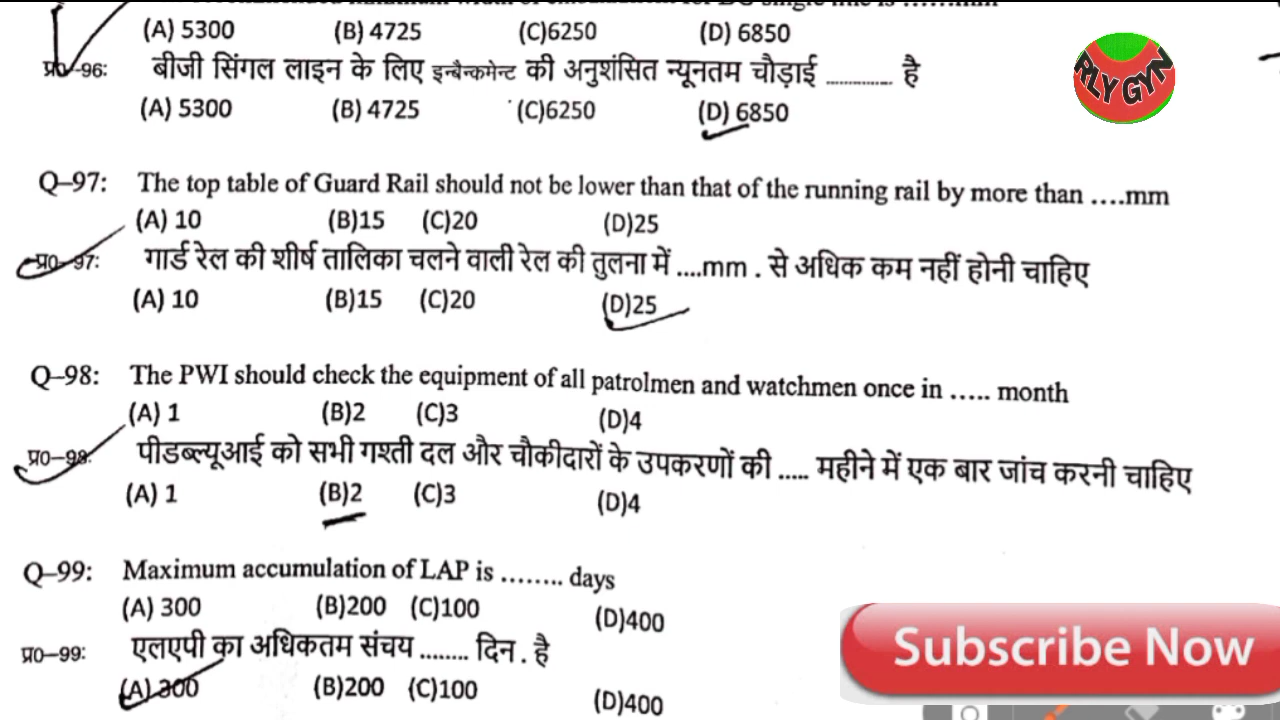 (A) 5300 (B) 4725 (C)6250 (D) 6850
प्र0-96: बीजी सिंगल लाइन के लिए इन्बैन्कमेन्ट की अनुशंसित न्यूनतम चौड़ाई ............ है
(A) 5300 (B) 4725 (C)6250 (D) 6850
RLY GYN
Q–97: The top table of Guard Rail should not be lower than that of the running rail by more than ….mm
(A) 10 (B)15 (C)20 (D)25
प्र0-97: गार्ड रेल की शीर्ष तालिका चलने वाली रेल की तुलना में ....mm . से अधिक कम नहीं होनी चाहिए
(A) 10 (B)15 (C)20 (D)25
Q–98: The PWI should check the equipment of all patrolmen and watchmen once in ….. month
(A) 1 (B)2 (C)3 (D)4
प्र0–98: पीडब्ल्यूआई को सभी गश्ती दल और चौकीदारों के उपकरणों की ..... महीने में एक बार जांच करनी चाहिए
(A) 1 (B)2 (C)3 (D)4
Q–99: Maximum accumulation of LAP is …….. days
(A) 300 (B)200 (C)100 (D)400
प्र0–99: एलएपी का अधिकतम संचय ........ दिन . है
(A) 300 (B)200 (C)100 (D)400
Subscribe Now